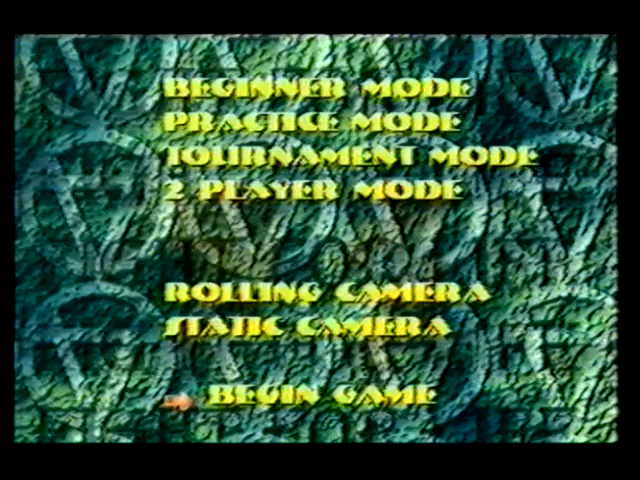 BEGINNER MODE
PRACTICE MODE
TOURNAMENT MODE
2 PLAYER MODE
ROLLING CAMERA
STATIC CAMERA
BEGIN GAME